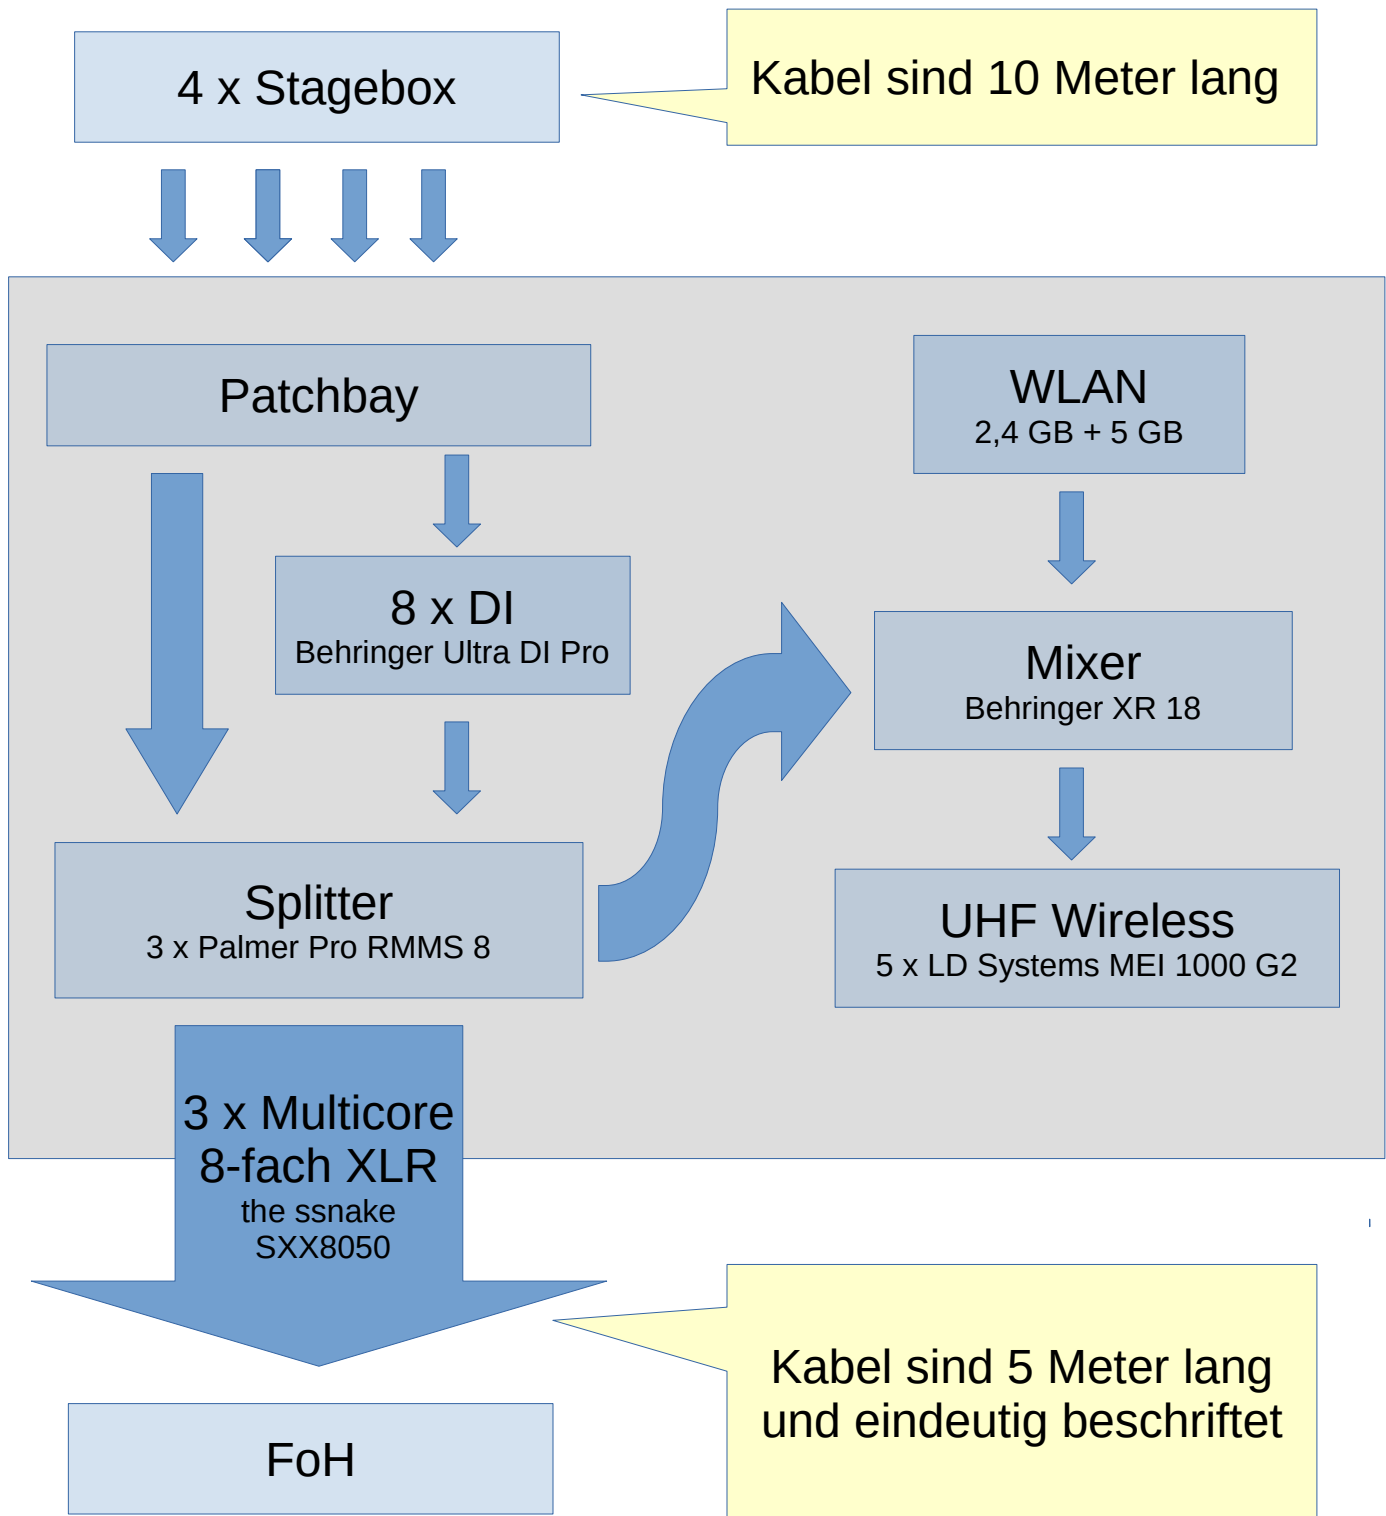 4 x Stagebox
Kabel sind 10 Meter lang
Patchbay
WLAN
2,4 GB + 5 GB
8 x DI
Behringer Ultra DI Pro
Mixer
Behringer XR 18
Splitter
3 x Palmer Pro RMMS 8
UHF Wireless
5 x LD Systems MEI 1000 G2
3 x Multicore
8-fach XLR
the ssnake
SXX8050
Kabel sind 5 Meter lang
und eindeutig beschriftet
FoH